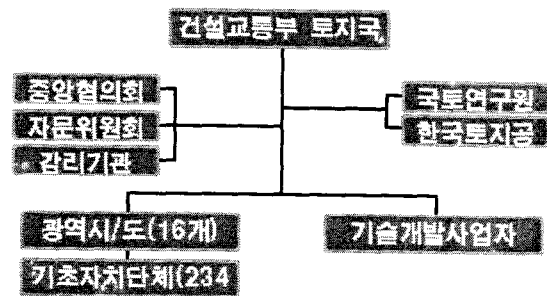 건설교통부 토지국
중앙협의회
자문위원회
감리기관
국토연구원
한국토지공
광역시/도(16개)
기초자치단체(234
기술개발사업자